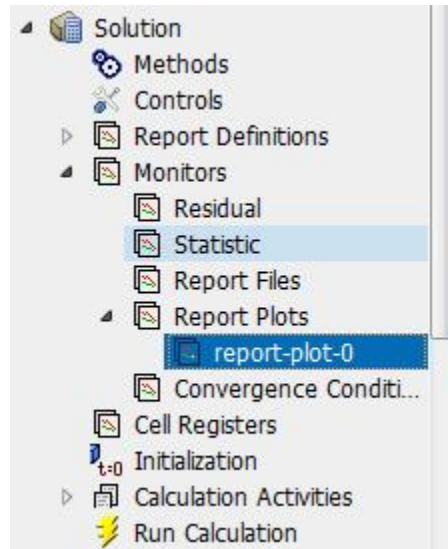 Solution
Methods
Controls
Report Definitions
Monitors
Residual
Statistic
Report Files
Report Plots
report-plot-0
Convergence Conditi...
Cell Registers
t=0 Initialization
Calculation Activities
Run Calculation